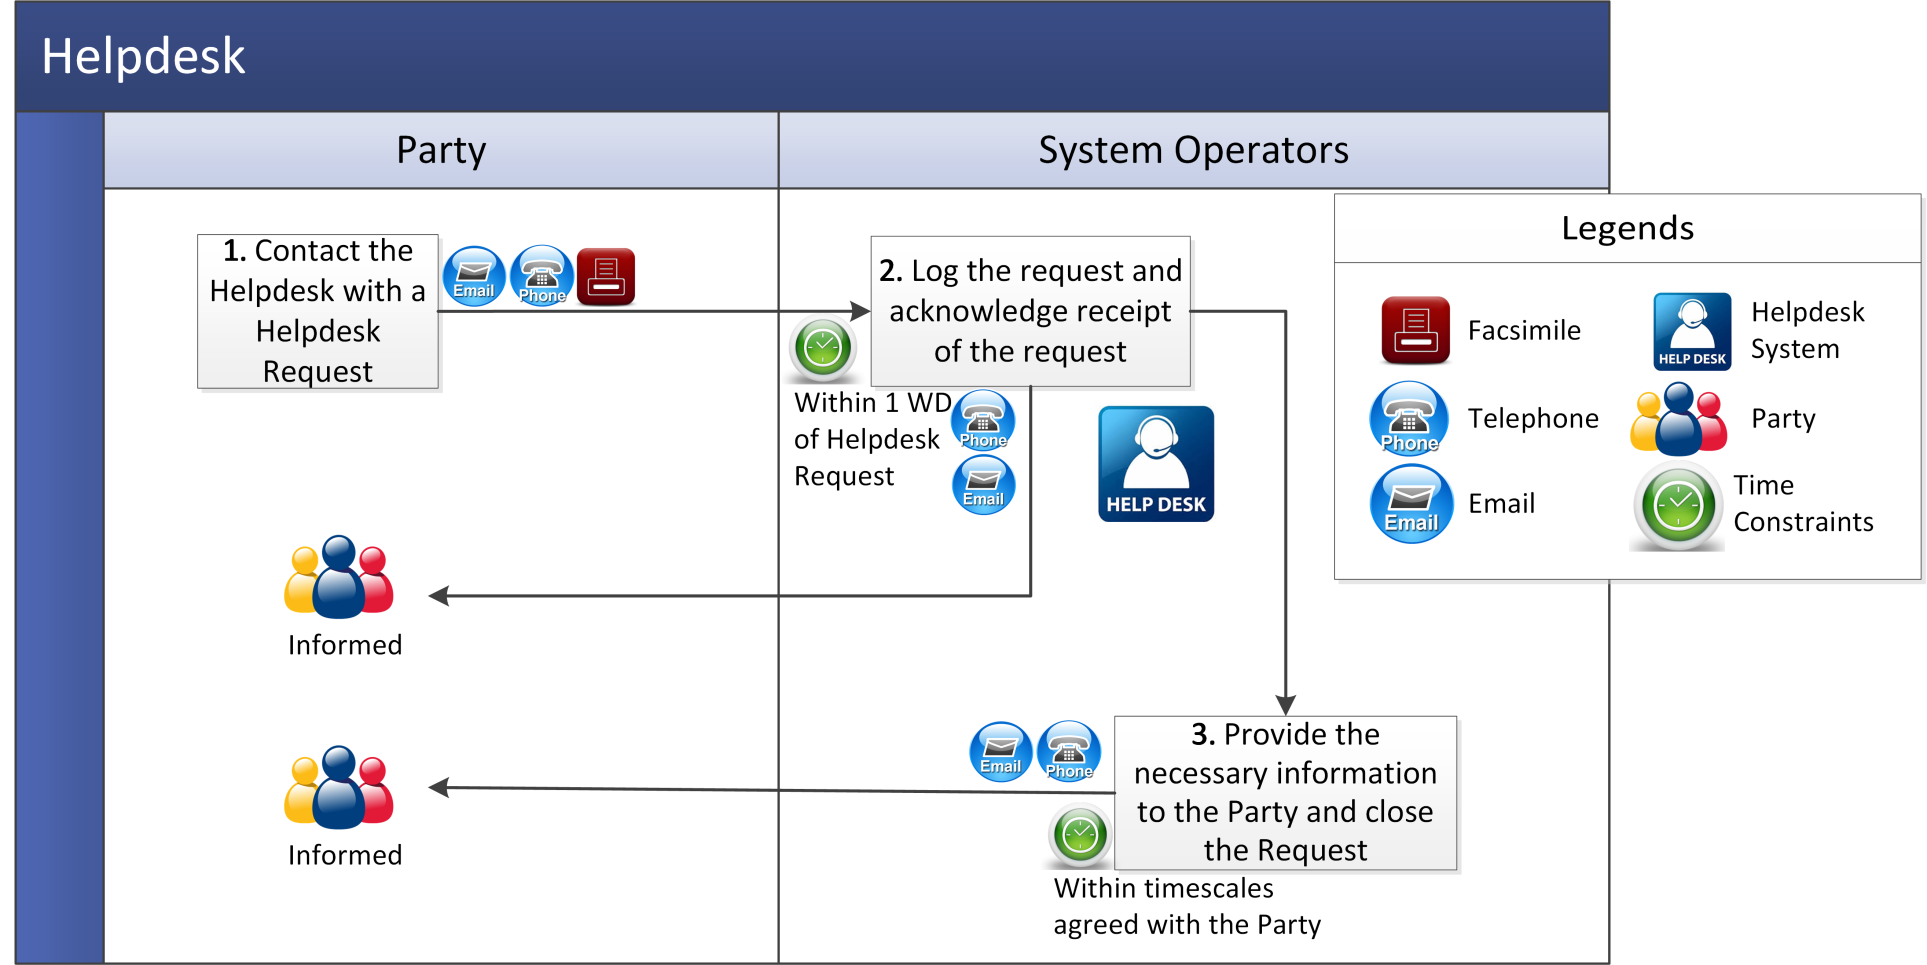 Helpdesk
Party
System Operators
1. Contact the
Helpdesk with a
Helpdesk
Request
Email
Phone
2. Log the request and
acknowledge receipt
of the request
Within 1 WD
of Helpdesk
Request
Phone
Email
HELP DESK
Informed
Informed
Email
Phone
3. Provide the
necessary information
to the Party and close
the Request
Within timescales
agreed with the Party
Legends
Facsimile
HELP DESK
Helpdesk
System
Phone
Telephone
Party
Email
Email
Time
Constraints